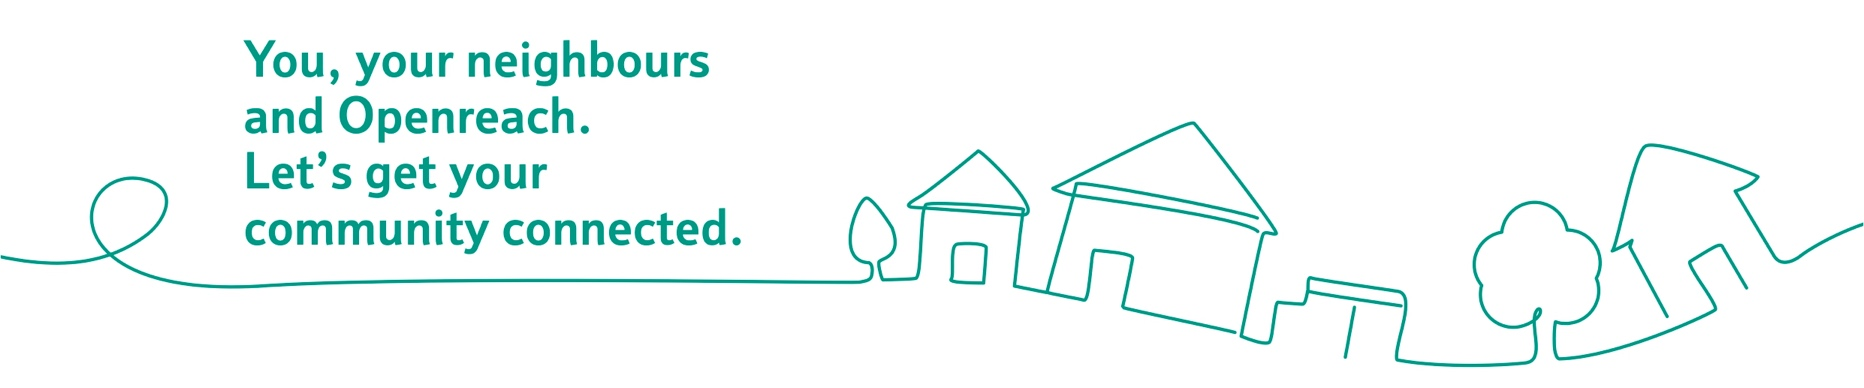 You, your neighbours
and Openreach.
Let’s get your
community connected.